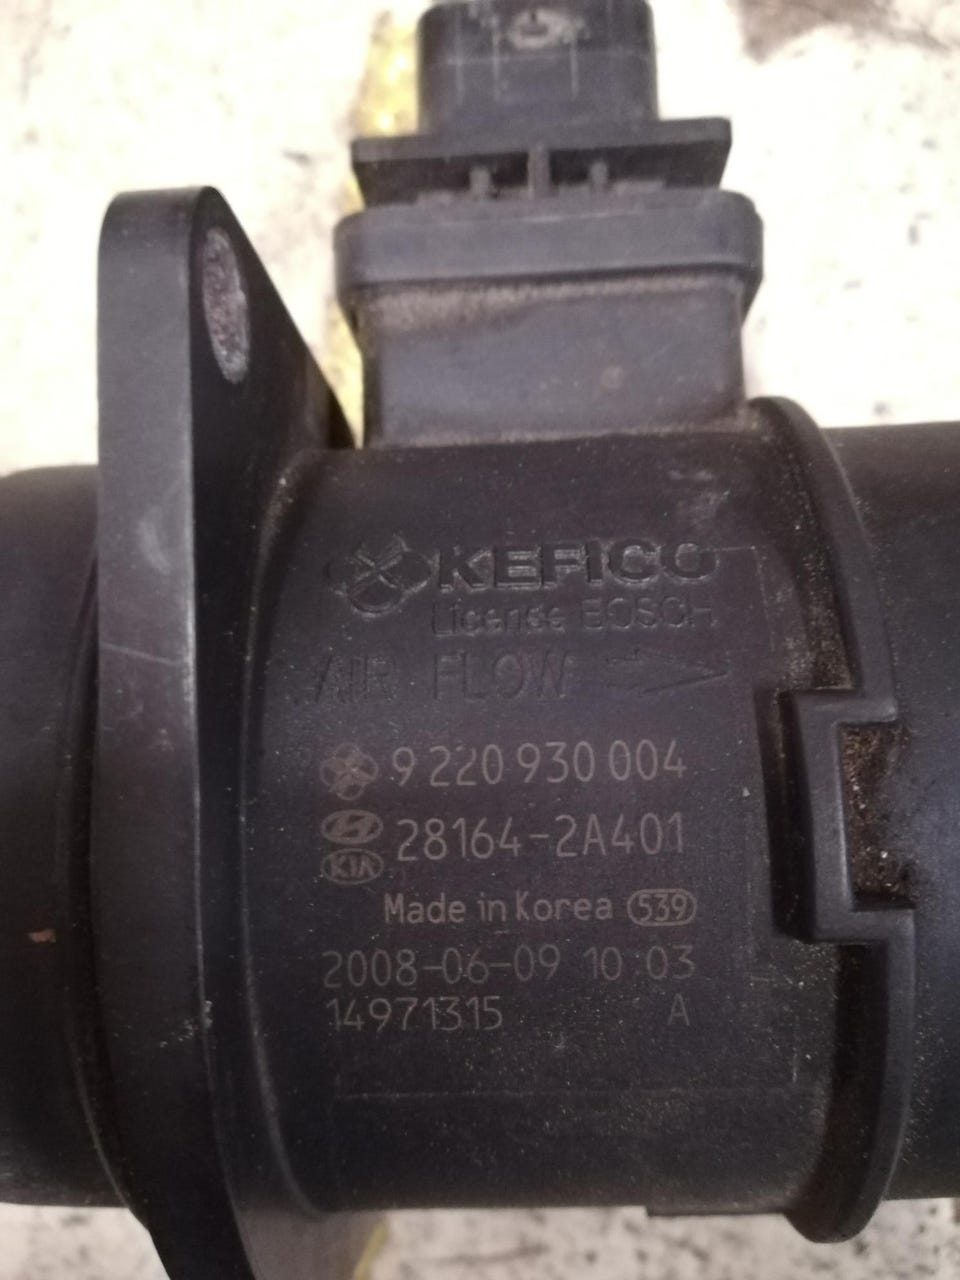 KEFICO
License BOSCH
AIR FLOW
9 220 930 004
28164-2A401
KIA
Made in Korea 539
2008-06-09 10 03
14971315 A